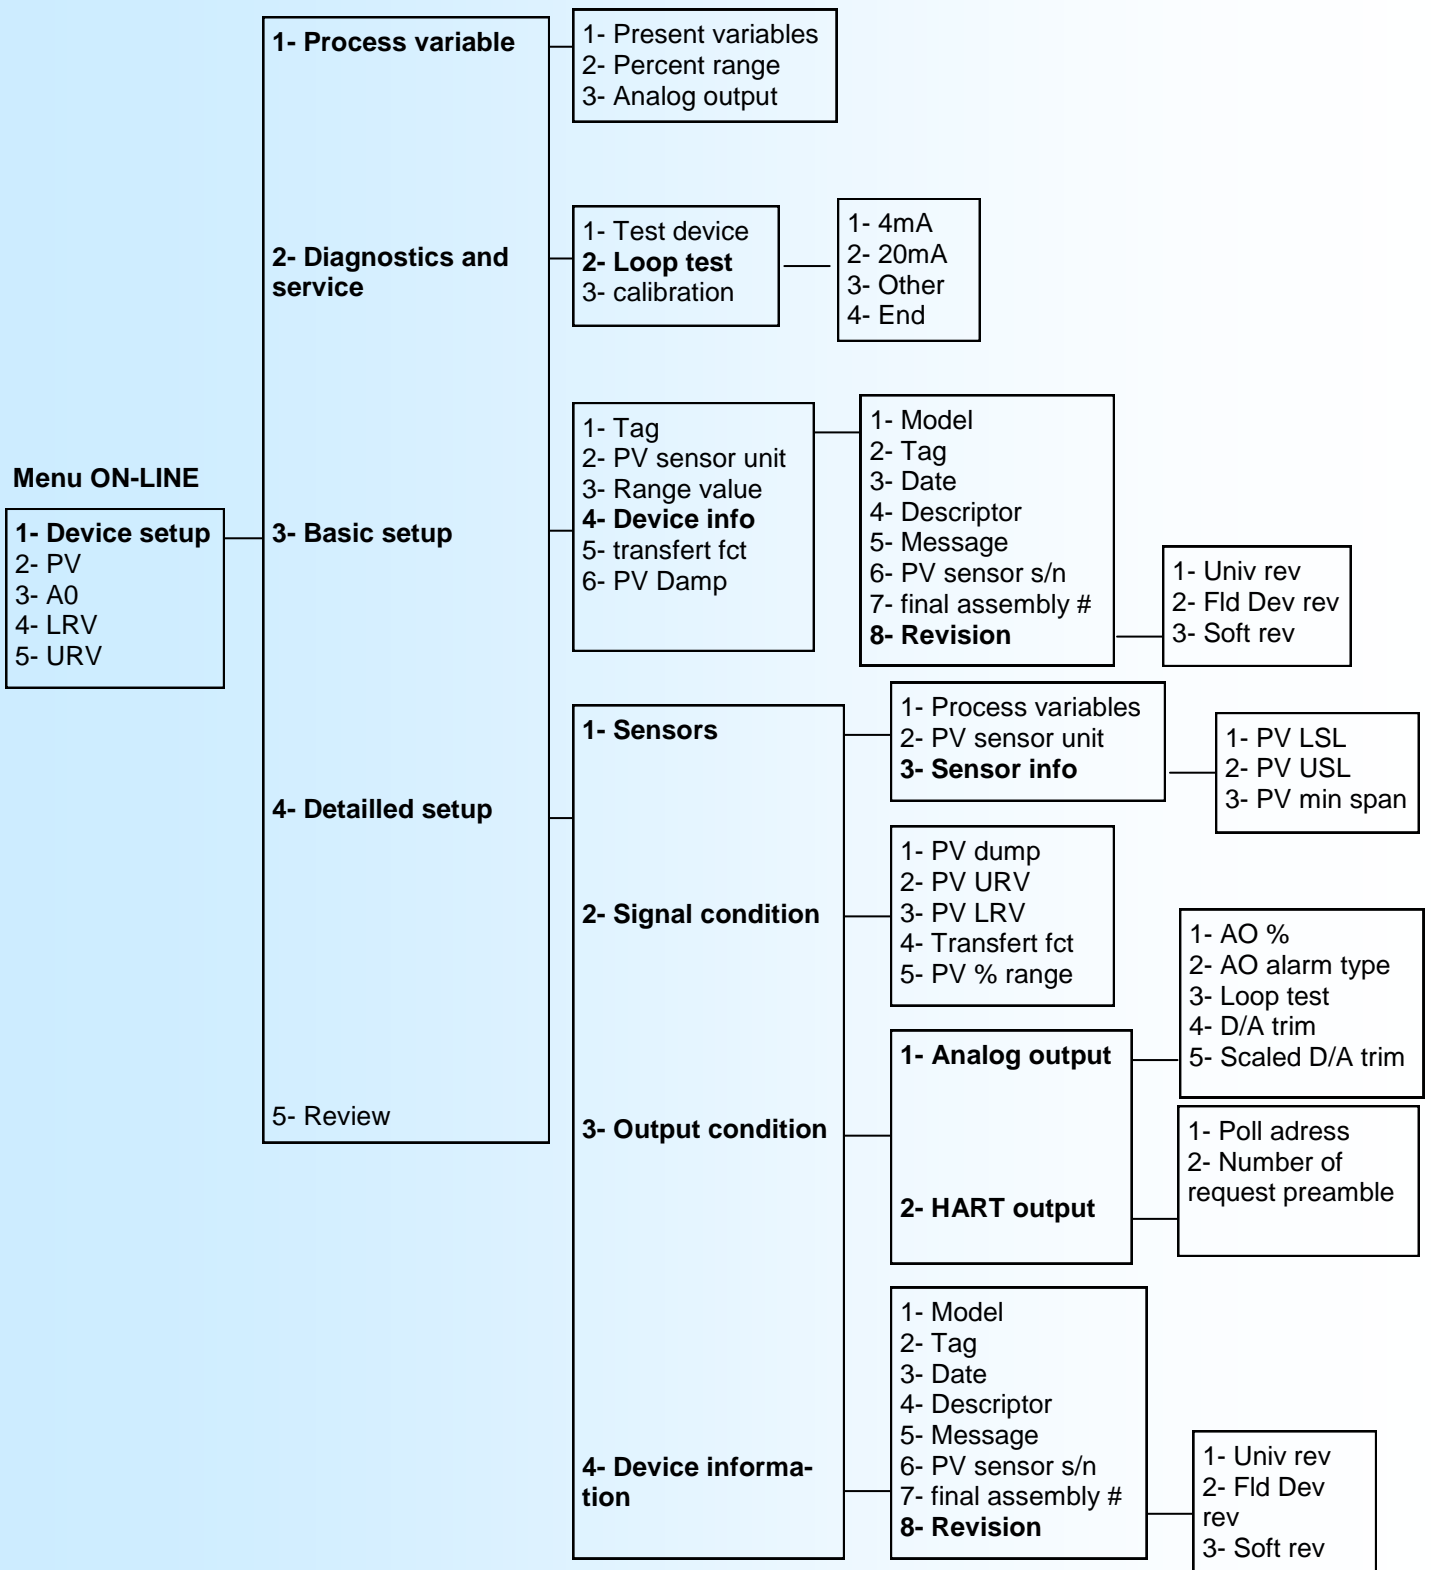 Menu ON-LINE
1- Device setup
2- PV
3- A0
4- LRV
5- URV
1- Process variable
2- Diagnostics and
service
3- Basic setup
4- Detailled setup
5- Review
1- Present variables
2- Percent range
3- Analog output
1- Test device
2- Loop test
3- calibration
1- 4mA
2- 20mA
3- Other
4- End
1- Tag
2- PV sensor unit
3- Range value
4- Device info
5- transfert fct
6- PV Damp
1- Model
2- Tag
3- Date
4- Descriptor
5- Message
6- PV sensor s/n
7- final assembly #
8- Revision
1- Univ rev
2- Fld Dev rev
3- Soft rev
1- Sensors
2- Signal condition
3- Output condition
4- Device informa-
tion
1- Process variables
2- PV sensor unit
3- Sensor info
1- PV LSL
2- PV USL
3- PV min span
1- PV dump
2- PV URV
3- PV LRV
4- Transfert fct
5- PV % range
1- Analog output
2- HART output
1- AO %
2- AO alarm type
3- Loop test
4- D/A trim
5- Scaled D/A trim
1- Poll adress
2- Number of
request preamble
1- Model
2- Tag
3- Date
4- Descriptor
5- Message
6- PV sensor s/n
7- final assembly #
8- Revision
1- Univ rev
2- Fld Dev
rev
3- Soft rev